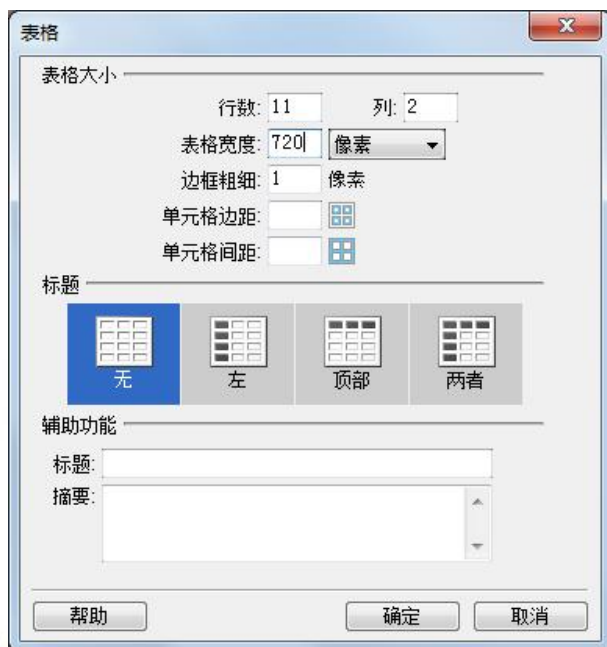 表格
表格大小
行数: 11 列: 2
表格宽度: 720 像素
边框粗细: 1 像素
单元格边距:
单元格间距:
标题
无 左 顶部 两者
辅助功能
标题:
摘要:
帮助 确定 取消